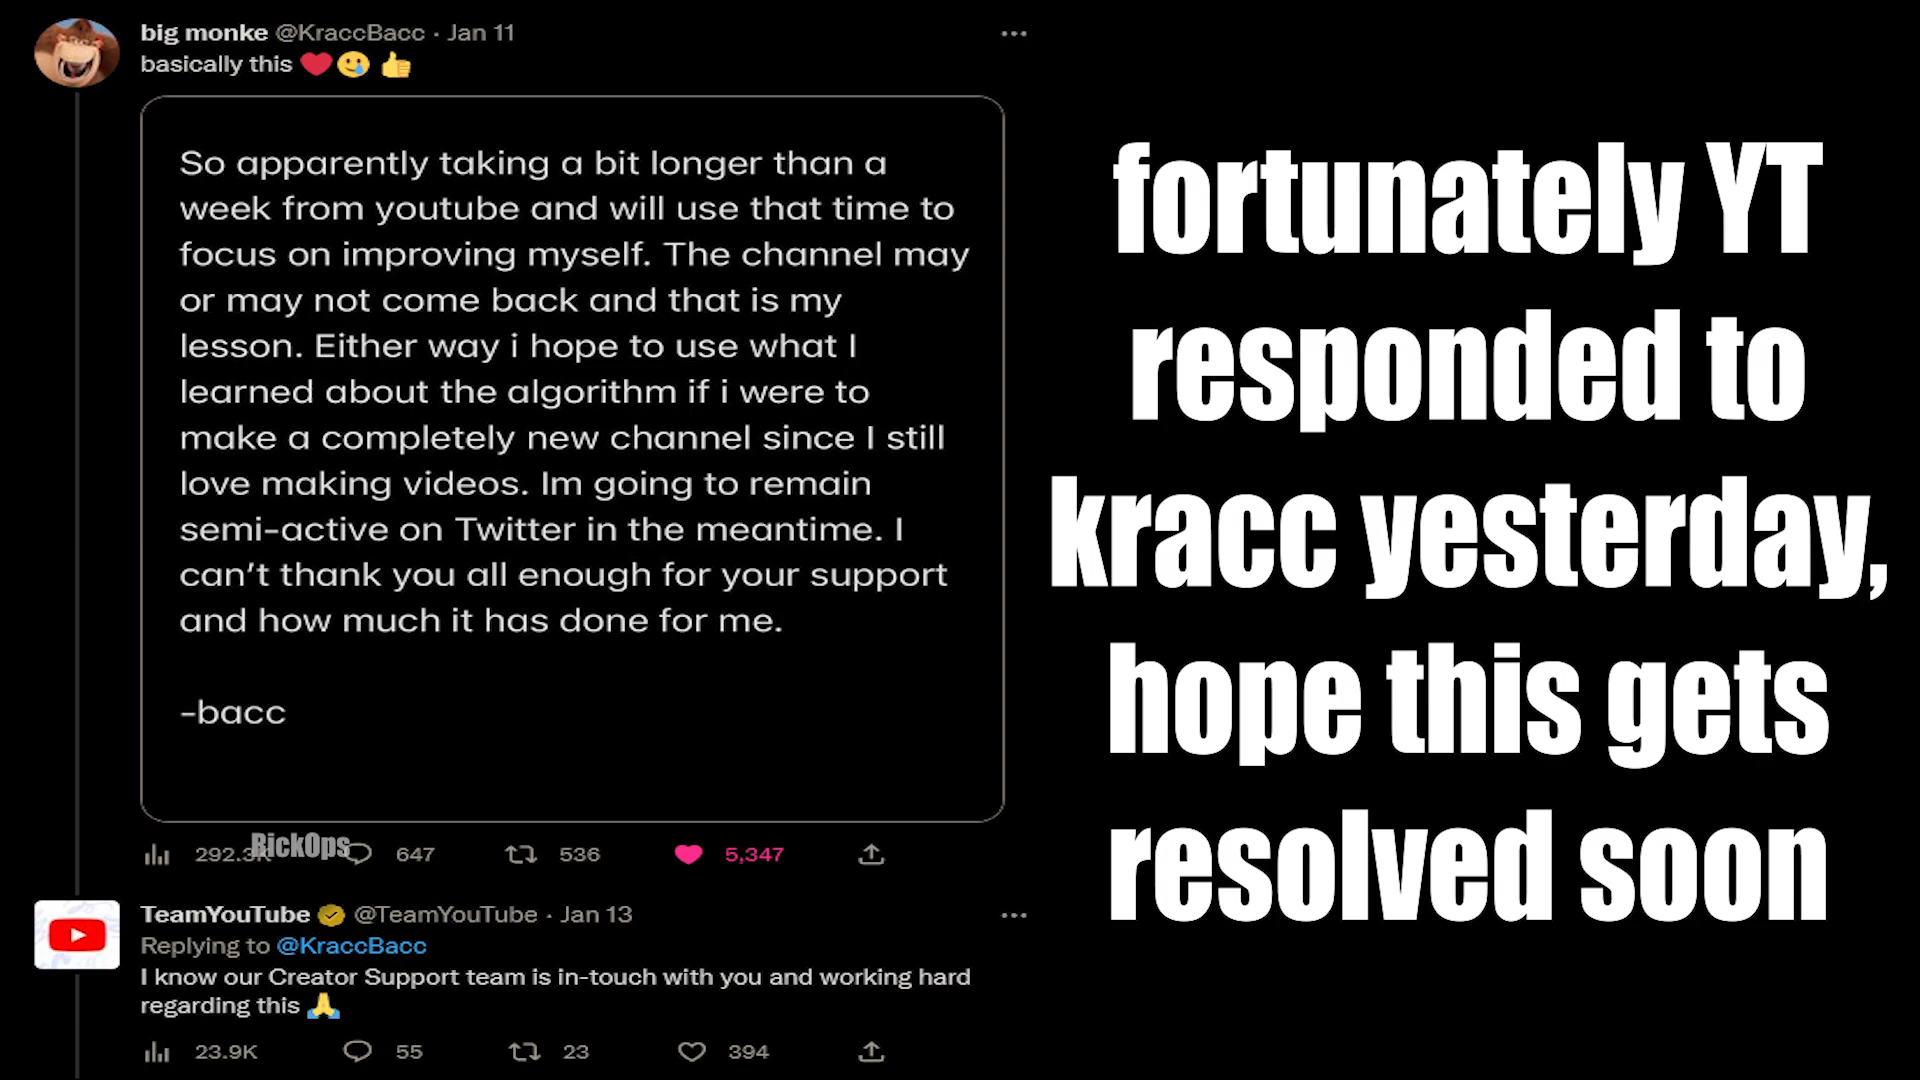 big monke @KraccBacc · Jan 11
basically this ❤️🥲👍
So apparently taking a bit longer than a
week from youtube and will use that time to
focus on improving myself. The channel may
or may not come back and that is my
lesson. Either way i hope to use what I
learned about the algorithm if i were to
make a completely new channel since I still
love making videos. Im going to remain
semi-active on Twitter in the meantime. I
can't thank you all enough for your support
and how much it has done for me.
-bacc
292.3K 647 536 5,347
RickOps
TeamYouTube @TeamYouTube · Jan 13
Replying to @KraccBacc
I know our Creator Support team is in-touch with you and working hard
regarding this 🙏
23.9K 55 23 394
fortunately YT
responded to
kracc yesterday,
hope this gets
resolved soon